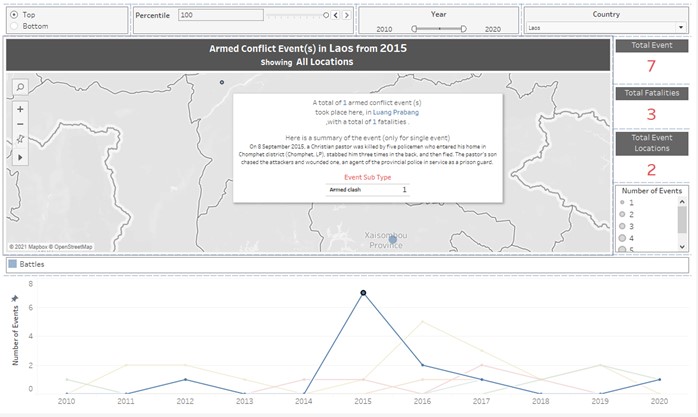 Top
Bottom
Percentile
100
Year
2010
2020
Country
Laos
Armed Conflict Event(s) in Laos from 2015
Showing All Locations
Total Event
7
Total Fatalities
3
Total Event
Locations
2
A total of 1 armed conflict event (s)
took place here, in Luang Prabang
,with a total of 1 fatalities .
Here is a summary of the event (only for single event)
On 8 September 2015, a Christian pastor was killed by five policemen who entered his home in
Chomphet district (Chomphet, LP), stabbed him three times in the back, and then fled. The pastor's son
chased the attackers and wounded one, an agent of the provincial police in service as a prison guard.
Event Sub Type
Armed clash 1
Xaisombou
Province
© 2021 Mapbox © OpenStreetMap
Number of Events
1
2
3
4
5
Battles
Number of Events
8
6
4
2
0
2010
2011
2012
2013
2014
2015
2016
2017
2018
2019
2020